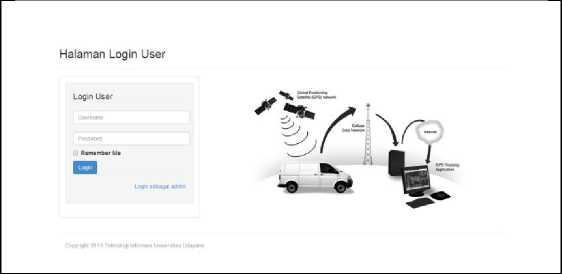 Halaman Login User
Login User
Username
Password
Remember Me
Login
Login sebagai admin
Global Positioning
Satellite (GPS) Network
Cellular
Data Network
Internet
GPS Tracking
Application
Copyright 2015 Teknologi Informasi Universitas Udayana